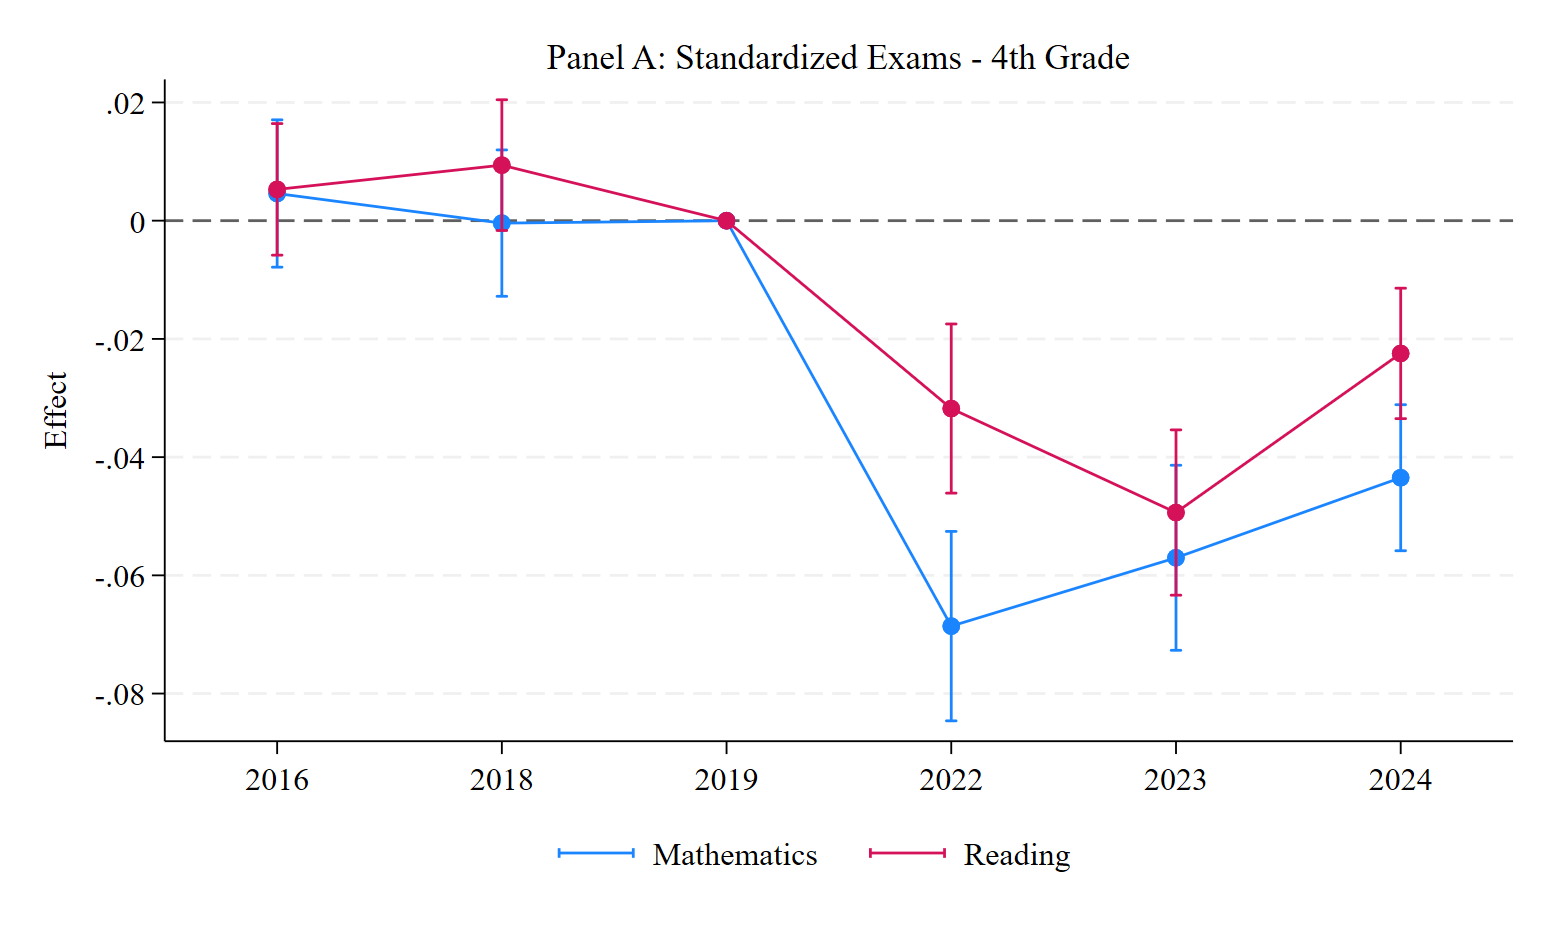 Panel A: Standardized Exams - 4th Grade
.02
0
-.02
-.04
-.06
-.08
Effect
2016 2018 2019 2022 2023 2024
Mathematics Reading